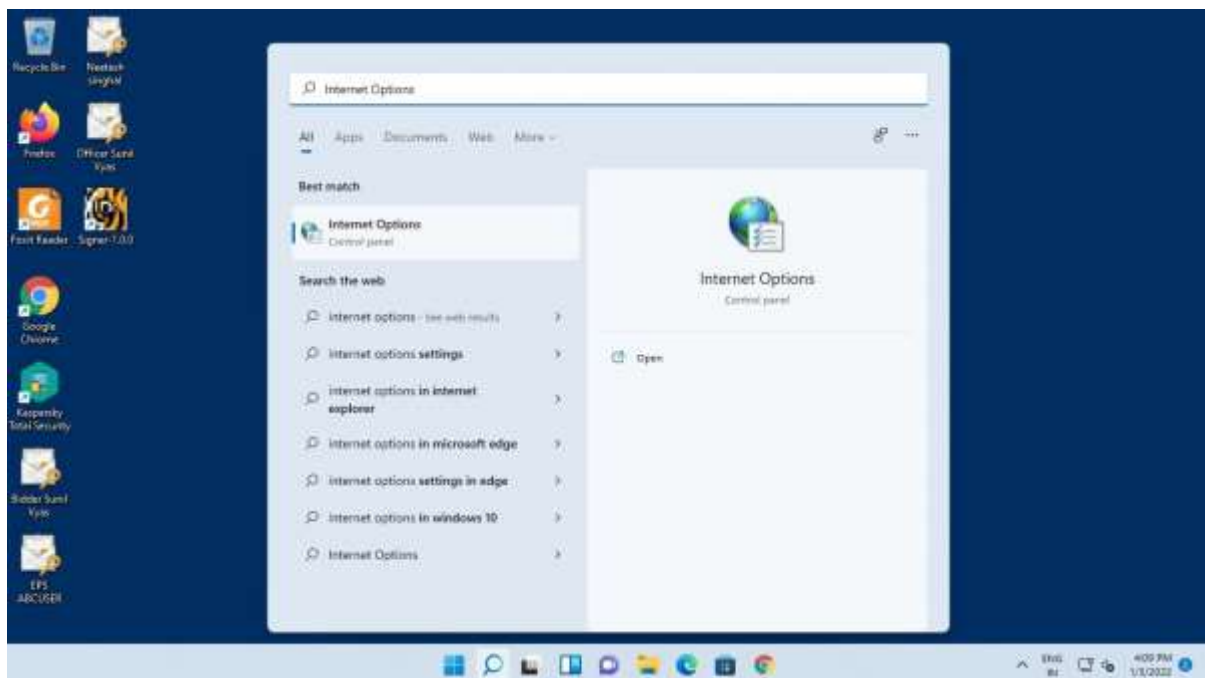 Recycle Bin
Neetesh
singhal
Firefox
Officer Sunil
Vyas
Foxit Reader
Signer-1.0.0
Google
Chrome
Kaspersky
Total Security
Bidder Sunil
Vyas
EPS
ABCUSER
Internet Options
All Apps Documents Web More
Best match
Internet Options
Control panel
Search the web
internet options - See web results
internet options settings
internet options in internet
explorer
internet options in microsoft edge
internet options settings in edge
internet options in windows 10
Internet Options
Internet Options
Control panel
Open
ENG
IN
4:09 PM
1/3/2022